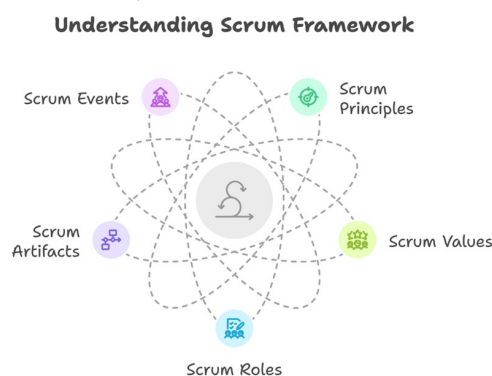 Understanding Scrum Framework
Scrum Events
Scrum
Principles
Scrum
Artifacts
Scrum Values
Scrum Roles